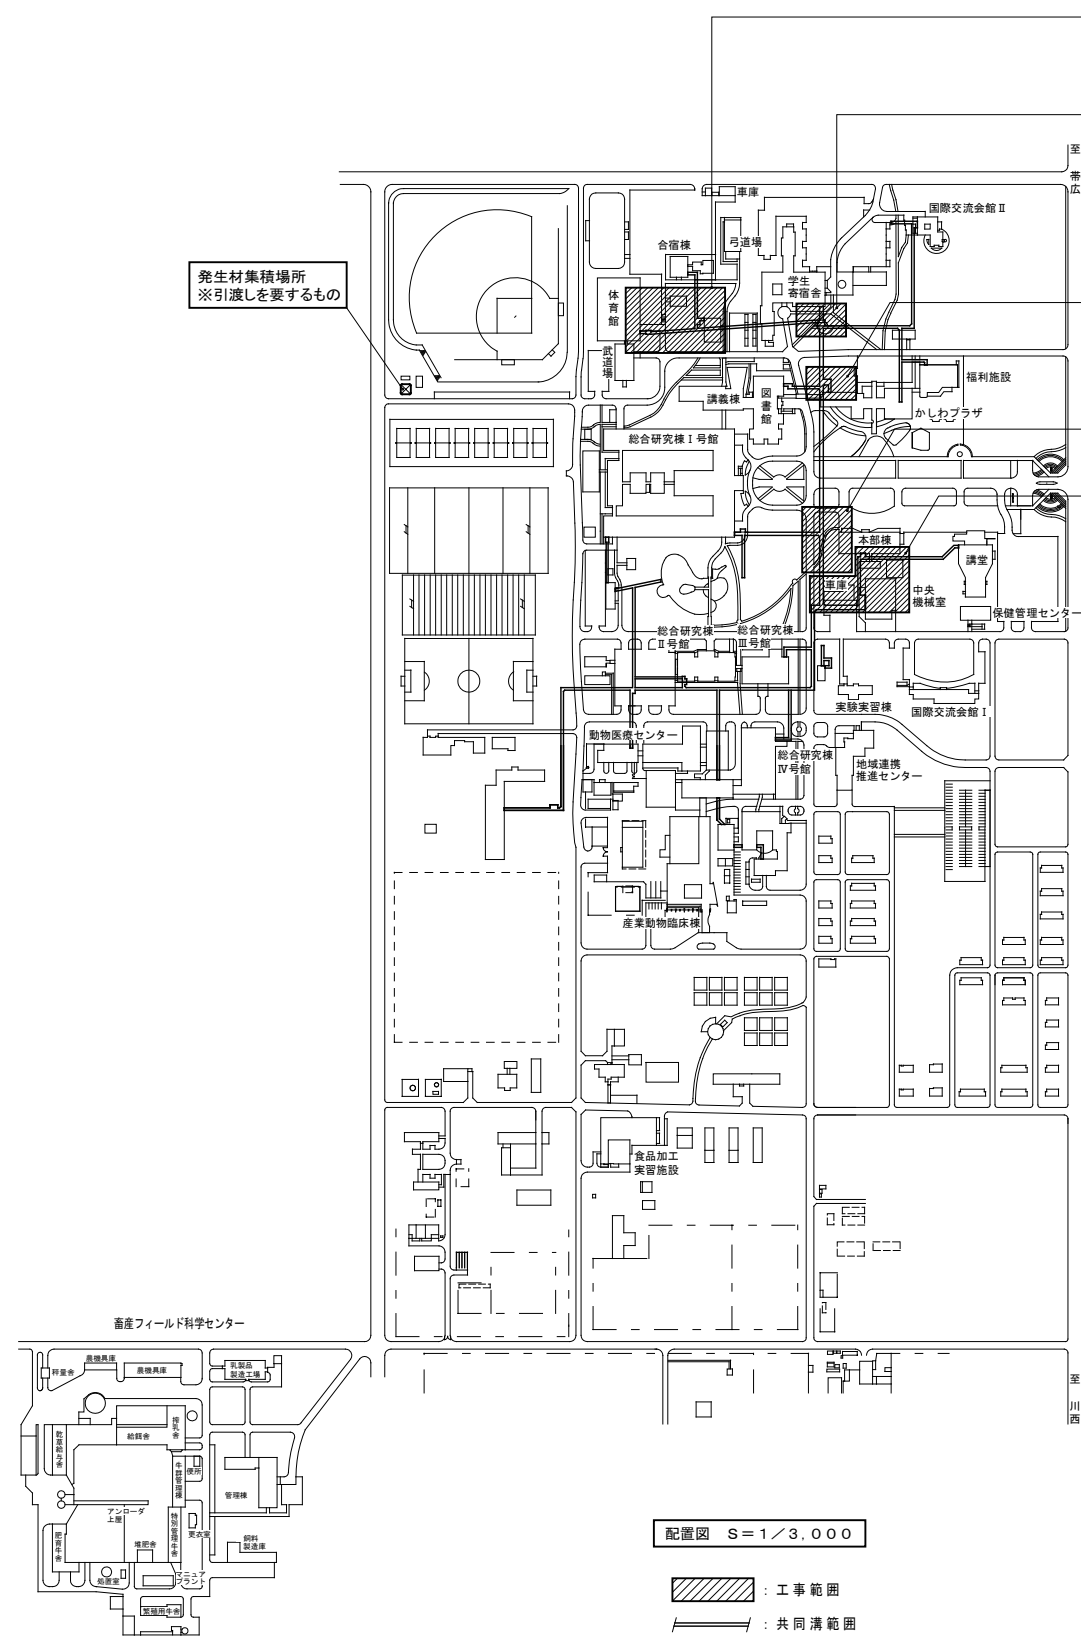 至
帯
広
車庫
国際交流会館Ⅱ
合宿棟
弓道場
発生材集積場所
※引渡しを要するもの
体
育
館
学生
寄宿舎
武
道
場
講義棟
図
書
館
福利施設
かしわプラザ
総合研究棟Ⅰ号館
本部棟
講堂
車庫
中央
機械室
保健管理センター
総合研究棟
Ⅱ号館
総合研究棟
Ⅲ号館
実験実習棟
国際交流会館Ⅰ
動物医療センター
総合研究棟
Ⅳ号館
地域連携
推進センター
産業動物臨床棟
食品加工
実習施設
畜産フィールド科学センター
秤量舎
農機具庫
農機具庫
乳製品
製造工場
至
川
西
搾
乳
舎
給餌舎
乾
草
給
与
舎
牛
群
管
理
棟
便所
管理棟
アンローダ
上屋
特
別
管
理
牛
舎
更衣室
肥
育
牛
舎
堆肥舎
飼料
製造庫
処置室
マニュア
プラント
繁殖用牛舎
配置図 S＝1／3,000
：工事範囲
：共同溝範囲